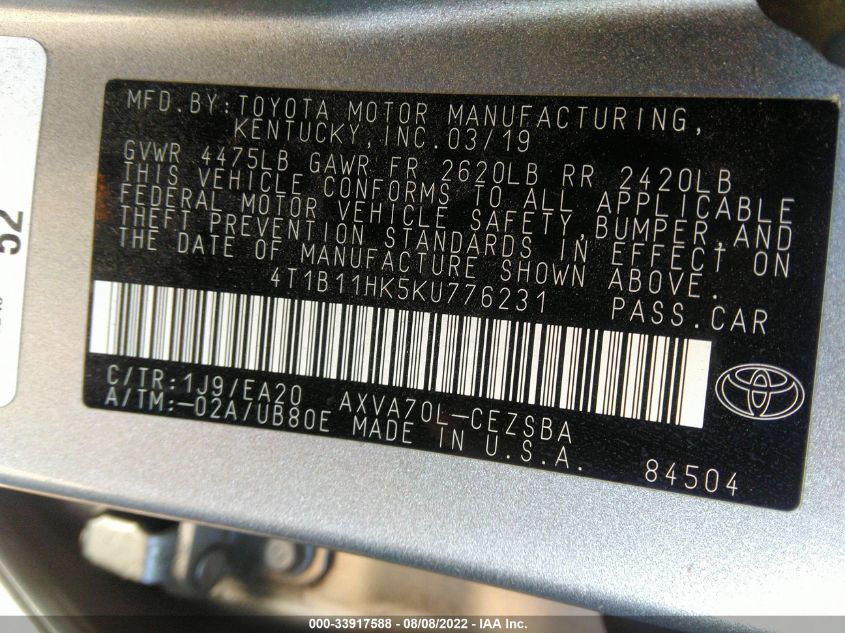 MFD.BY:TOYOTA MOTOR MANUFACTURING,
KENTUCKY,INC.03/19
GVWR 4475LB GAWR FR 2620LB RR 2420LB
THIS VEHICLE CONFORMS TO ALL APPLICABLE
FEDERAL MOTOR VEHICLE SAFETY,BUMPER,AND
THEFT PREVENTION STANDARDS IN EFFECT ON
THE DATE OF MANUFACTURE SHOWN ABOVE.
4T1B11HK5KU776231 PASS.CAR
C/TR:1J9/EA20 AXVA70L-CEZSBA
A/TM:-02A/UB80E MADE IN U.S.A.
84504
52
000-33917588 - 08/08/2022 - IAA Inc.